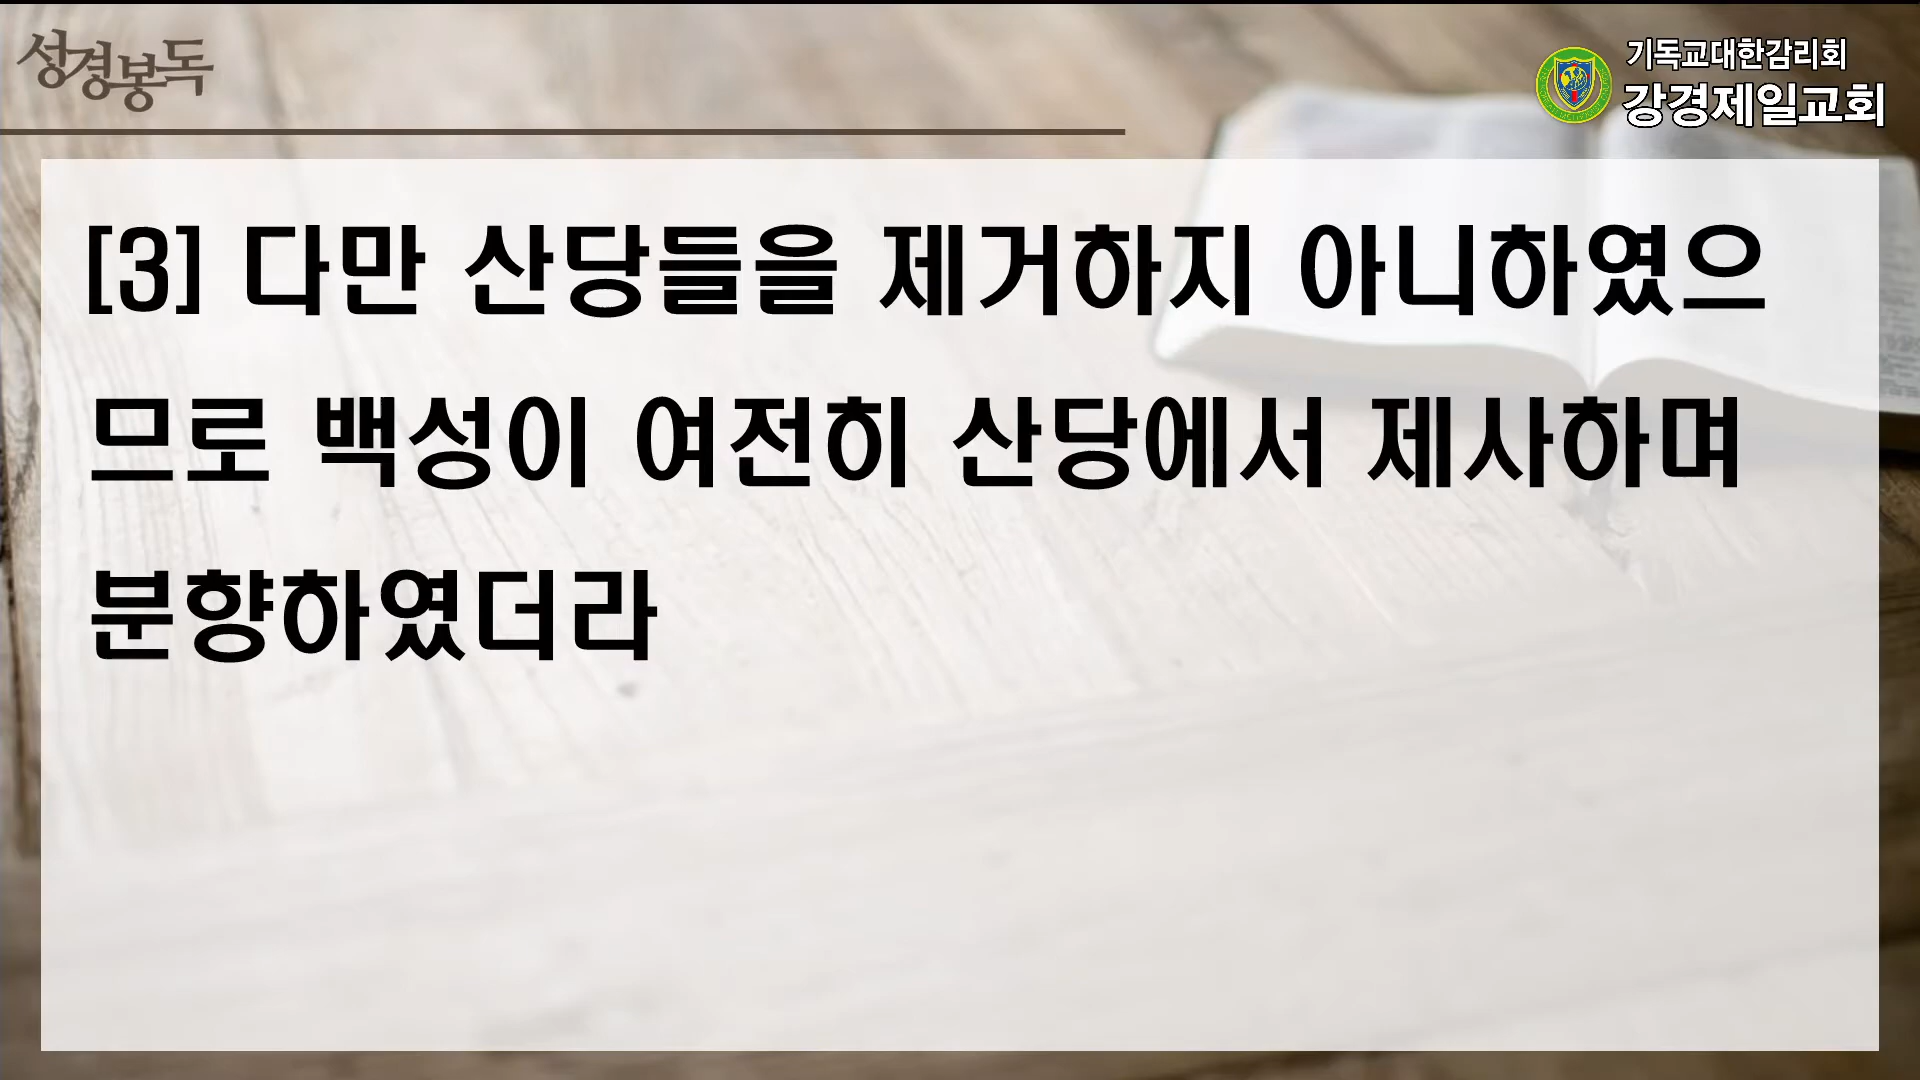 성경봉독
기독교대한감리회
강경제일교회
[3] 다만 산당들을 제거하지 아니하였으
므로 백성이 여전히 산당에서 제사하며
분향하였더라